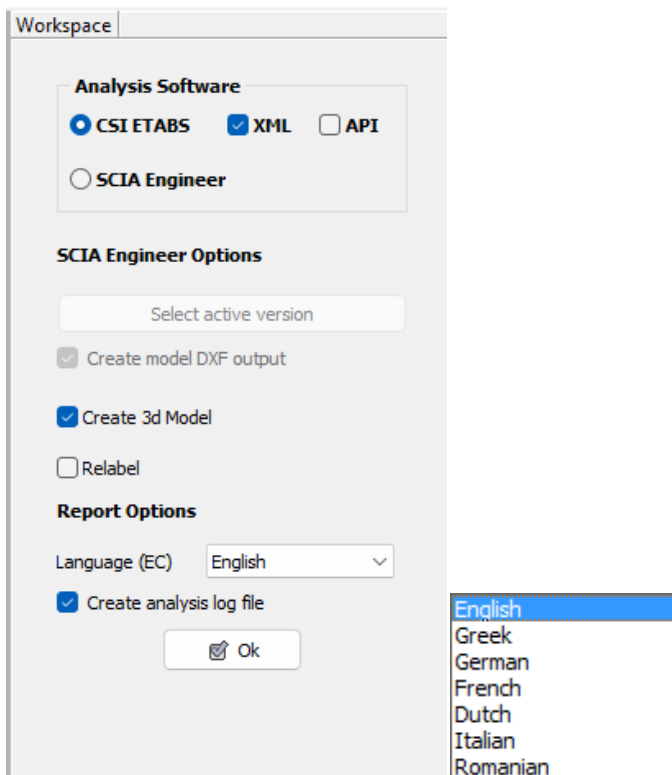 Workspace
Analysis Software
CSI ETABS XML API
SCIA Engineer
SCIA Engineer Options
Select active version
Create model DXF output
Create 3d Model
Relabel
Report Options
Language (EC) English
Create analysis log file
Ok
English
Greek
German
French
Dutch
Italian
Romanian